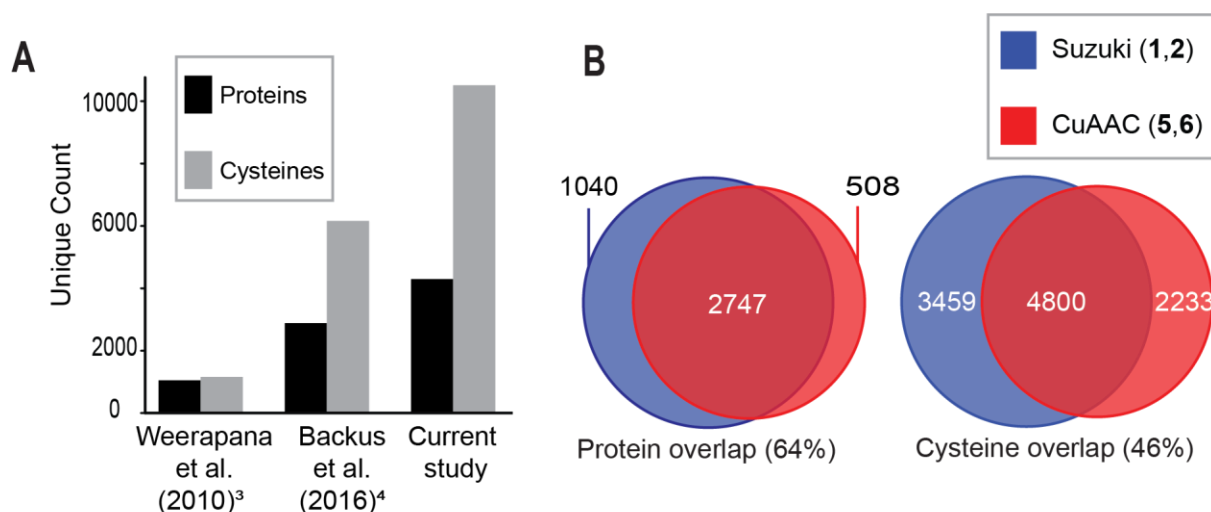 A
Unique Count
10000
6000
2000
0
Proteins
Cysteines
Weerapana
et al.
(2010)³
Backus
et al.
(2016)⁴
Current
study
B
Suzuki (1,2)
CuAAC (5,6)
1040
508
2747
Protein overlap (64%)
3459
4800
2233
Cysteine overlap (46%)